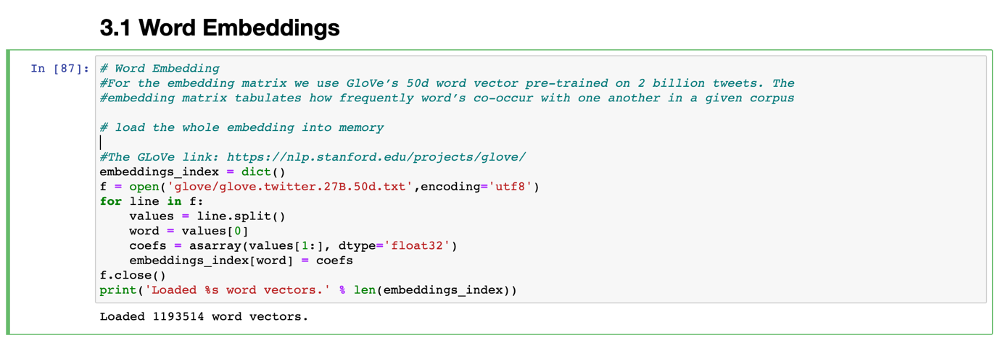 3.1 Word Embeddings
In [87]:
# Word Embedding
#For the embedding matrix we use GloVe’s 50d word vector pre-trained on 2 billion tweets. The
#embedding matrix tabulates how frequently word’s co-occur with one another in a given corpus
# load the whole embedding into memory
#The GLoVe link: https://nlp.stanford.edu/projects/glove/
embeddings_index = dict()
f = open('glove/glove.twitter.27B.50d.txt',encoding='utf8')
for line in f:
    values = line.split()
    word = values[0]
    coefs = asarray(values[1:], dtype='float32')
    embeddings_index[word] = coefs
f.close()
print('Loaded %s word vectors.' % len(embeddings_index))
Loaded 1193514 word vectors.